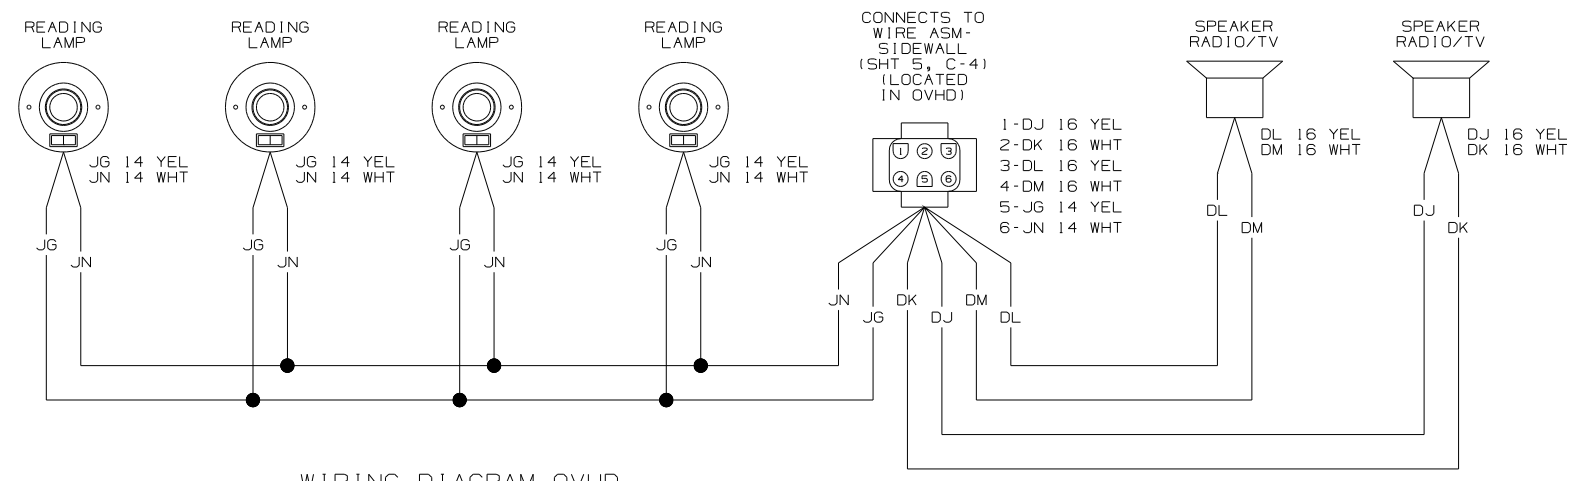 READING
LAMP
READING
LAMP
READING
LAMP
READING
LAMP
CONNECTS TO
WIRE ASM-
SIDEWALL
(SHT 5, C-4)
(LOCATED
IN OVHD)
SPEAKER
RADIO/TV
SPEAKER
RADIO/TV
JG 14 YEL
JN 14 WHT
JG 14 YEL
JN 14 WHT
JG 14 YEL
JN 14 WHT
JG 14 YEL
JN 14 WHT
1 2 3
4 5 6
1-DJ 16 YEL
2-DK 16 WHT
3-DL 16 YEL
4-DM 16 WHT
5-JG 14 YEL
6-JN 14 WHT
DL 16 YEL
DM 16 WHT
DJ 16 YEL
DK 16 WHT
JG
JN
JG
JN
JG
JN
JG
JN
JN
JG
DK
DJ
DM
DL
DL
DM
DJ
DK
WIRING DIAGRAM OVHD